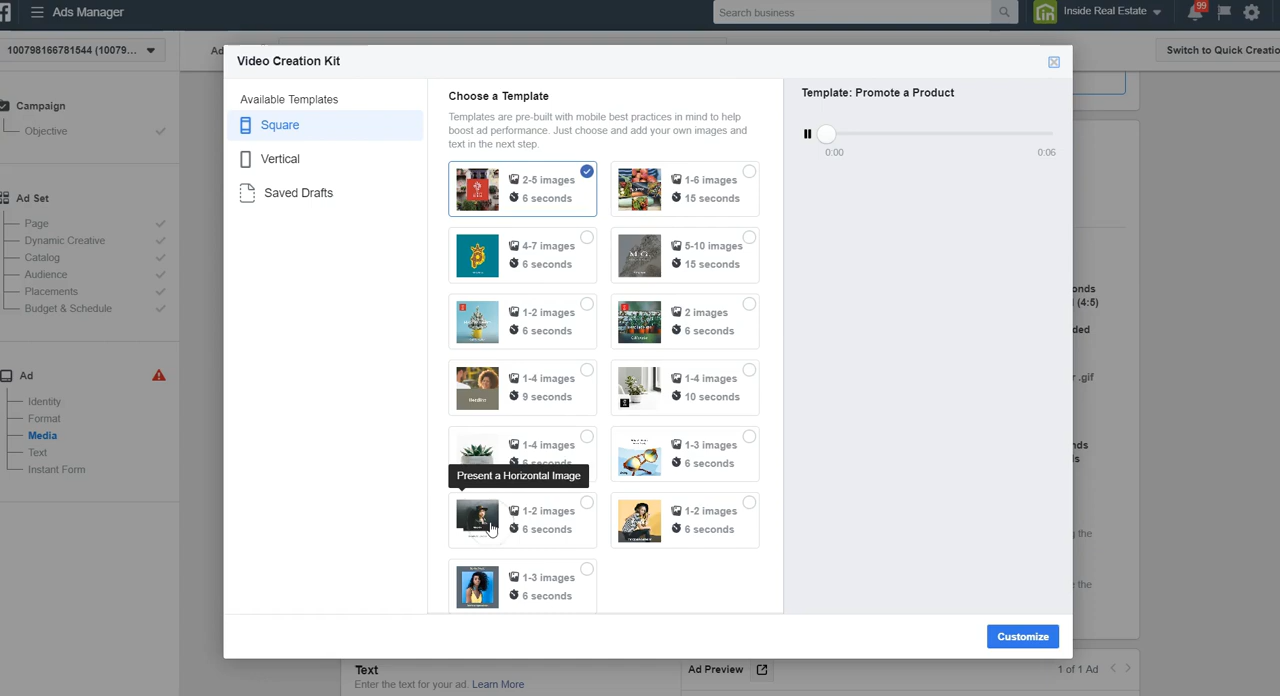 Ads Manager
Search business
Inside Real Estate
99
100798166781544 (10079...
Switch to Quick Creatio
Campaign
Objective
Ad Set
Page
Dynamic Creative
Catalog
Audience
Placements
Budget & Schedule
Ad
Identity
Format
Media
Text
Instant Form
Ad
Video Creation Kit
Available Templates
Square
Vertical
Saved Drafts
Choose a Template
Templates are pre-built with mobile best practices in mind to help
boost ad performance. Just choose and add your own images and
text in the next step.
2-5 images
6 seconds
1-6 images
15 seconds
4-7 images
6 seconds
5-10 images
15 seconds
1-2 images
6 seconds
2 images
6 seconds
1-4 images
9 seconds
1-4 images
10 seconds
1-4 images
6 seconds
1-3 images
6 seconds
Present a Horizontal Image
1-2 images
6 seconds
1-2 images
6 seconds
1-3 images
6 seconds
Template: Promote a Product
0:00
0:06
onds
(4:5)
ded
.gif
nds
s
g the
the
Customize
Text
Enter the text for your ad. Learn More
Ad Preview
1 of 1 Ad